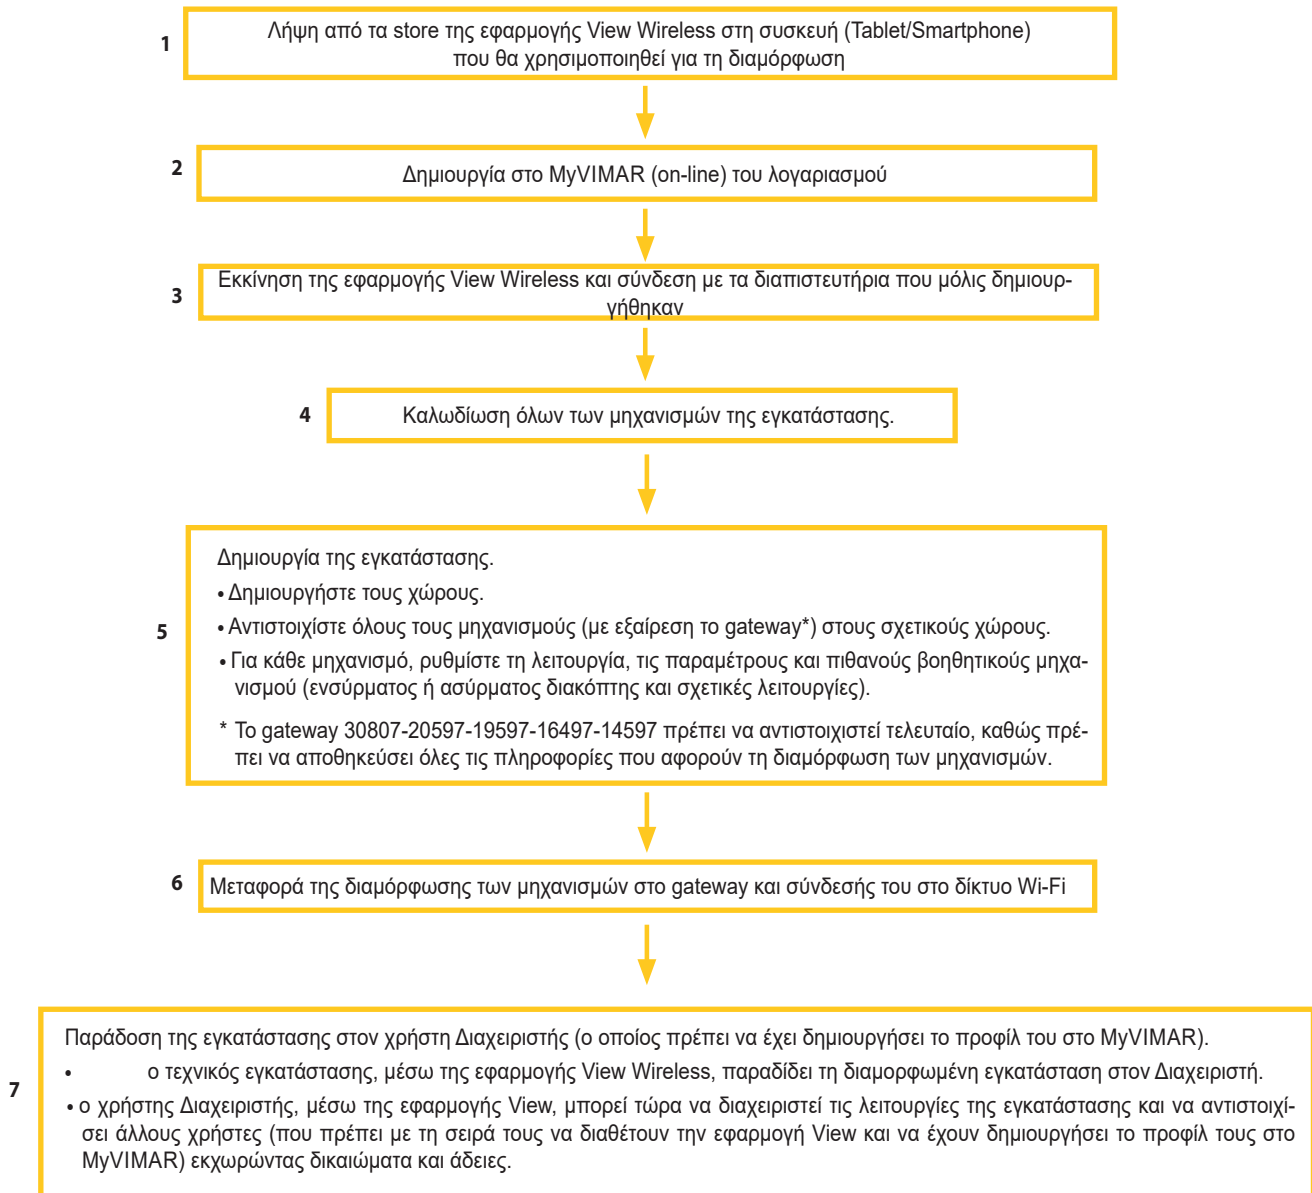 1
Λήψη από τα store της εφαρμογής View Wireless στη συσκευή (Tablet/Smartphone)
που θα χρησιμοποιηθεί για τη διαμόρφωση
2
Δημιουργία στο MyVIMAR (on-line) του λογαριασμού
3
Εκκίνηση της εφαρμογής View Wireless και σύνδεση με τα διαπιστευτήρια που μόλις δημιουρ-
γήθηκαν
4
Καλωδίωση όλων των μηχανισμών της εγκατάστασης.
5
Δημιουργία της εγκατάστασης.
• Δημιουργήστε τους χώρους.
• Αντιστοιχίστε όλους τους μηχανισμούς (με εξαίρεση το gateway*) στους σχετικούς χώρους.
• Για κάθε μηχανισμό, ρυθμίστε τη λειτουργία, τις παραμέτρους και πιθανούς βοηθητικούς μηχα-
νισμού (ενσύρματος ή ασύρματος διακόπτης και σχετικές λειτουργίες).
* Το gateway 30807-20597-19597-16497-14597 πρέπει να αντιστοιχιστεί τελευταίο, καθώς πρέ-
πει να αποθηκεύσει όλες τις πληροφορίες που αφορούν τη διαμόρφωση των μηχανισμών.
6
Μεταφορά της διαμόρφωσης των μηχανισμών στο gateway και σύνδεσής του στο δίκτυο Wi-Fi
7
Παράδοση της εγκατάστασης στον χρήστη Διαχειριστής (ο οποίος πρέπει να έχει δημιουργήσει το προφίλ του στο MyVIMAR).
• ο τεχνικός εγκατάστασης, μέσω της εφαρμογής View Wireless, παραδίδει τη διαμορφωμένη εγκατάσταση στον Διαχειριστή.
• ο χρήστης Διαχειριστής, μέσω της εφαρμογής View, μπορεί τώρα να διαχειριστεί τις λειτουργίες της εγκατάστασης και να αντιστοιχί-
σει άλλους χρήστες (που πρέπει με τη σειρά τους να διαθέτουν την εφαρμογή View και να έχουν δημιουργήσει το προφίλ τους στο
MyVIMAR) εκχωρώντας δικαιώματα και άδειες.